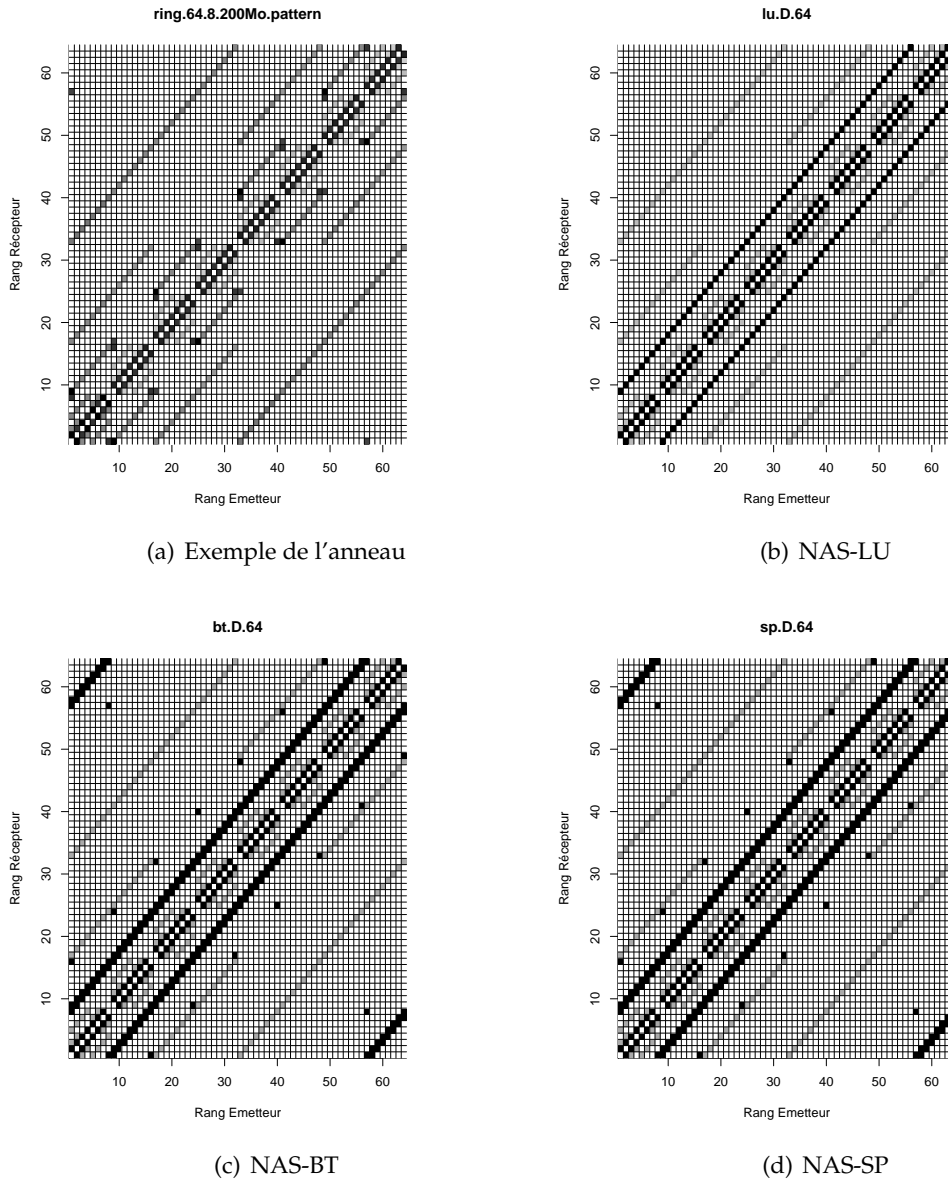 ring.64.8.200Mo.pattern
Rang Récepteur
60
50
40
30
20
10
10 20 30 40 50 60
Rang Emetteur
(a) Exemple de l'anneau
lu.D.64
Rang Récepteur
60
50
40
30
20
10
10 20 30 40 50 60
Rang Emetteur
(b) NAS-LU
bt.D.64
Rang Récepteur
60
50
40
30
20
10
10 20 30 40 50 60
Rang Emetteur
(c) NAS-BT
sp.D.64
Rang Récepteur
60
50
40
30
20
10
10 20 30 40 50 60
Rang Emetteur
(d) NAS-SP